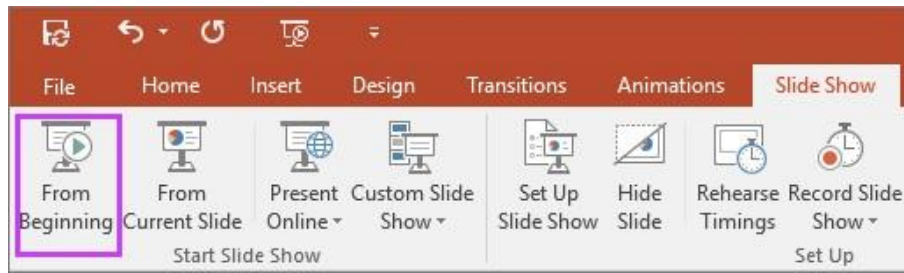 File Home Insert Design Transitions Animations Slide Show
From From Present Custom Slide Set Up Hide Rehearse Record Slide
Beginning Current Slide Online Show Slide Show Slide Timings Show
Start Slide Show Set Up